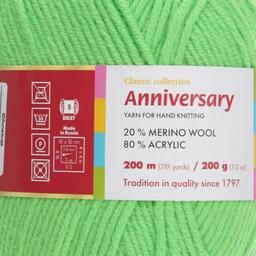 Classic collection
Anniversary
YARN FOR HAND KNITTING
20 % MERINO WOOL
80 % ACRYLIC
200 m [219 yards] / 200 g [7.0 oz]
Tradition in quality since 1797
5
BULKY
Made in
Russia
10 x 10 cm
P